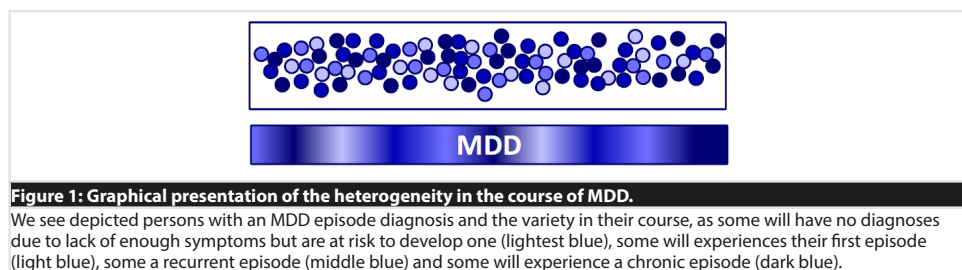 MDD
Figure 1: Graphical presentation of the heterogeneity in the course of MDD.
We see depicted persons with an MDD episode diagnosis and the variety in their course, as some will have no diagnoses
due to lack of enough symptoms but are at risk to develop one (lightest blue), some will experiences their first episode
(light blue), some a recurrent episode (middle blue) and some will experience a chronic episode (dark blue).